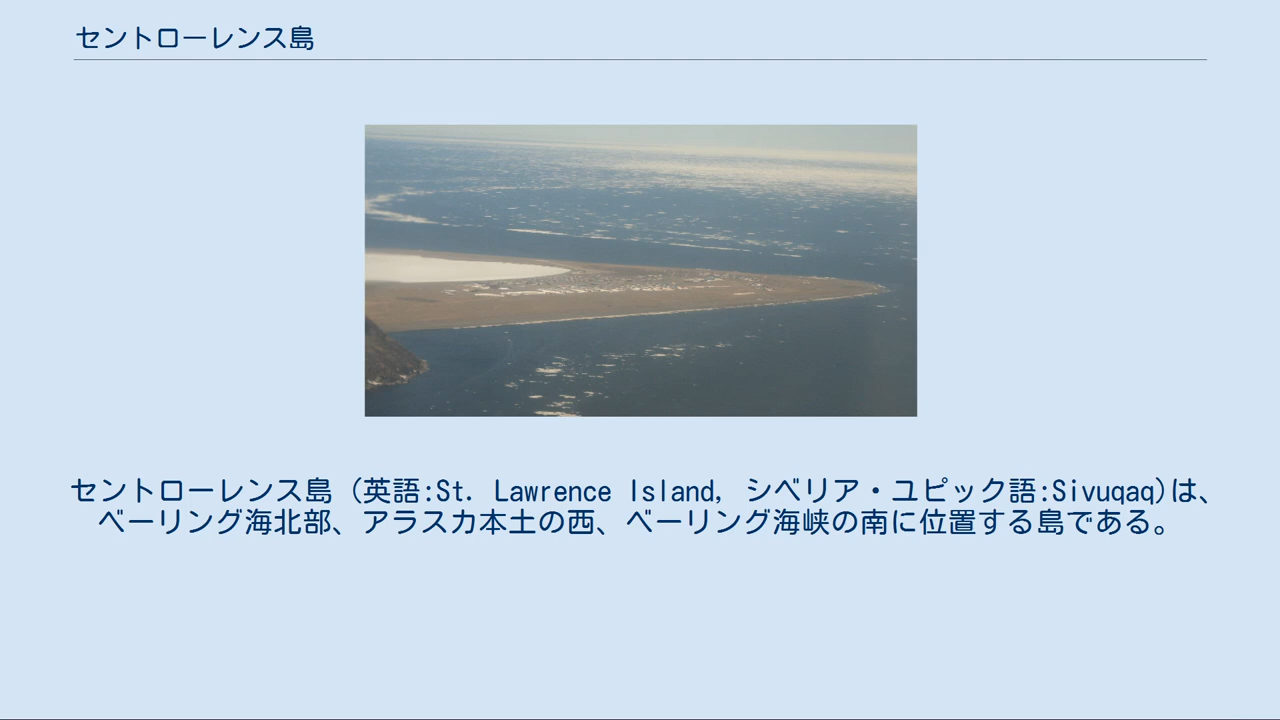 セントローレンス島
セントローレンス島 (英語:St. Lawrence Island, シベリア・ユピック語:Sivuqaq)は、
ベーリング海北部、アラスカ本土の西、ベーリング海峡の南に位置する島である。